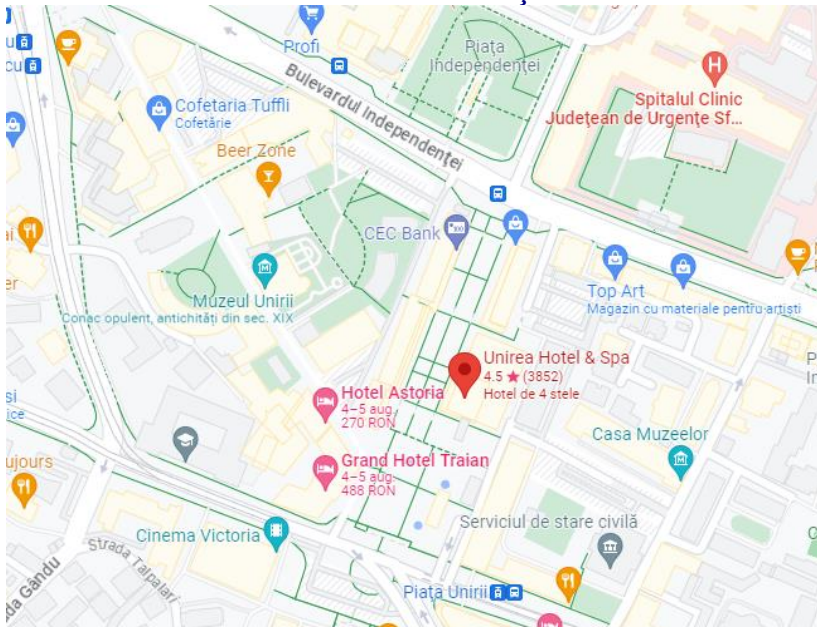 Profi
Piața
Independenței
Bulevardul Independenței
Spitalul Clinic
Județean de Urgențe Sf...
Cofetaria Tuffli
Cofetărie
Beer Zone
CEC Bank
Muzeul Unirii
Conac opulent, antichități din sec. XIX
Top Art
Magazin cu materiale pentru artiști
Unirea Hotel & Spa
4.5 ★ (3852)
Hotel de 4 stele
Hotel Astoria
4–5 aug.
270 RON
Grand Hotel Traian
4–5 aug.
488 RON
Casa Muzeelor
Serviciul de stare civilă
Cinema Victoria
Strada Talpalari
Piața Unirii